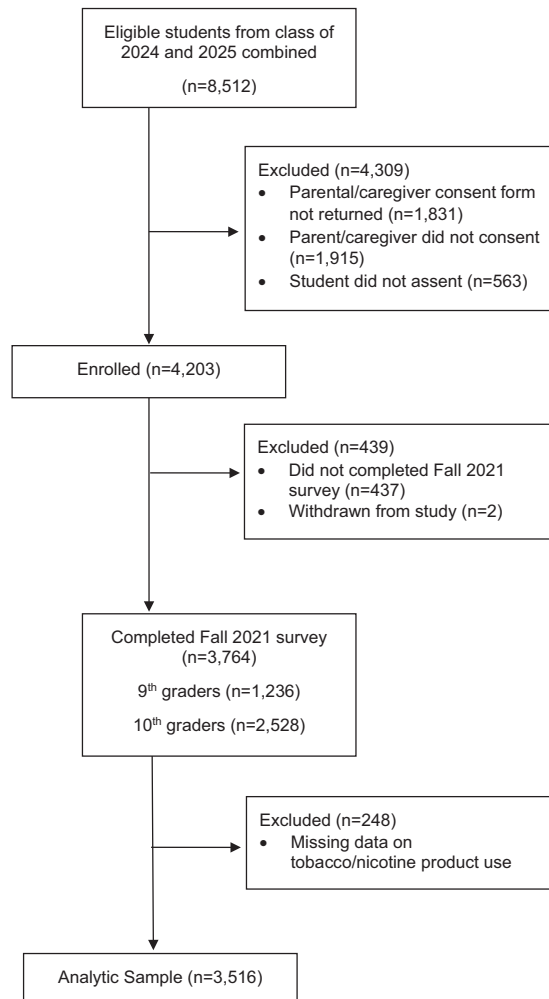 Eligible students from class of
2024 and 2025 combined
(n=8,512)
Excluded (n=4,309)
• Parental/caregiver consent form
not returned (n=1,831)
• Parent/caregiver did not consent
(n=1,915)
• Student did not assent (n=563)
Enrolled (n=4,203)
Excluded (n=439)
• Did not completed Fall 2021
survey (n=437)
• Withdrawn from study (n=2)
Completed Fall 2021 survey
(n=3,764)
9th graders (n=1,236)
10th graders (n=2,528)
Excluded (n=248)
• Missing data on
tobacco/nicotine product use
Analytic Sample (n=3,516)